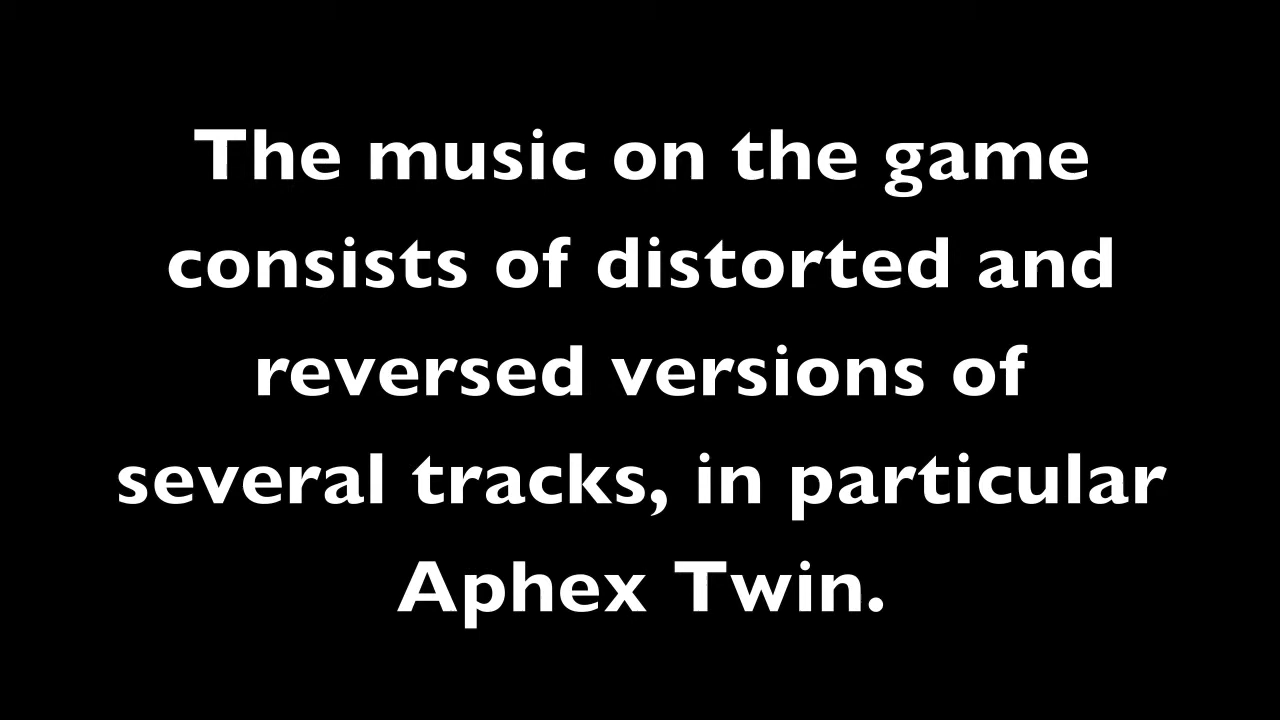 The music on the game
consists of distorted and
reversed versions of
several tracks, in particular
Aphex Twin.